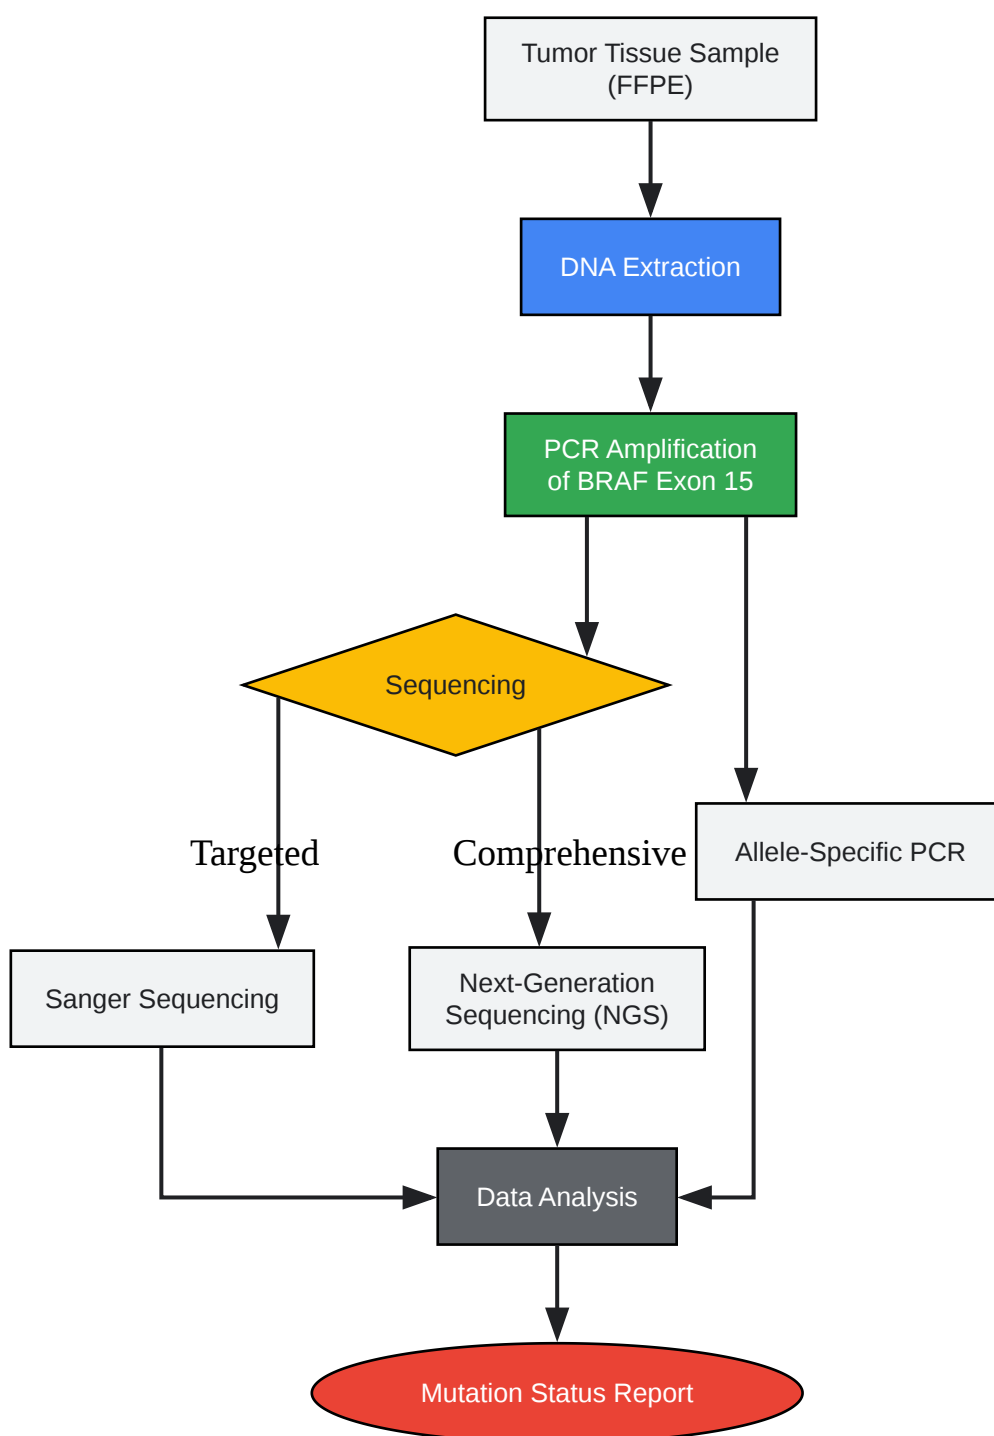 Tumor Tissue Sample
(FFPE)
DNA Extraction
PCR Amplification
of BRAF Exon 15
Sequencing
Targeted
Comprehensive
Allele-Specific PCR
Sanger Sequencing
Next-Generation
Sequencing (NGS)
Data Analysis
Mutation Status Report